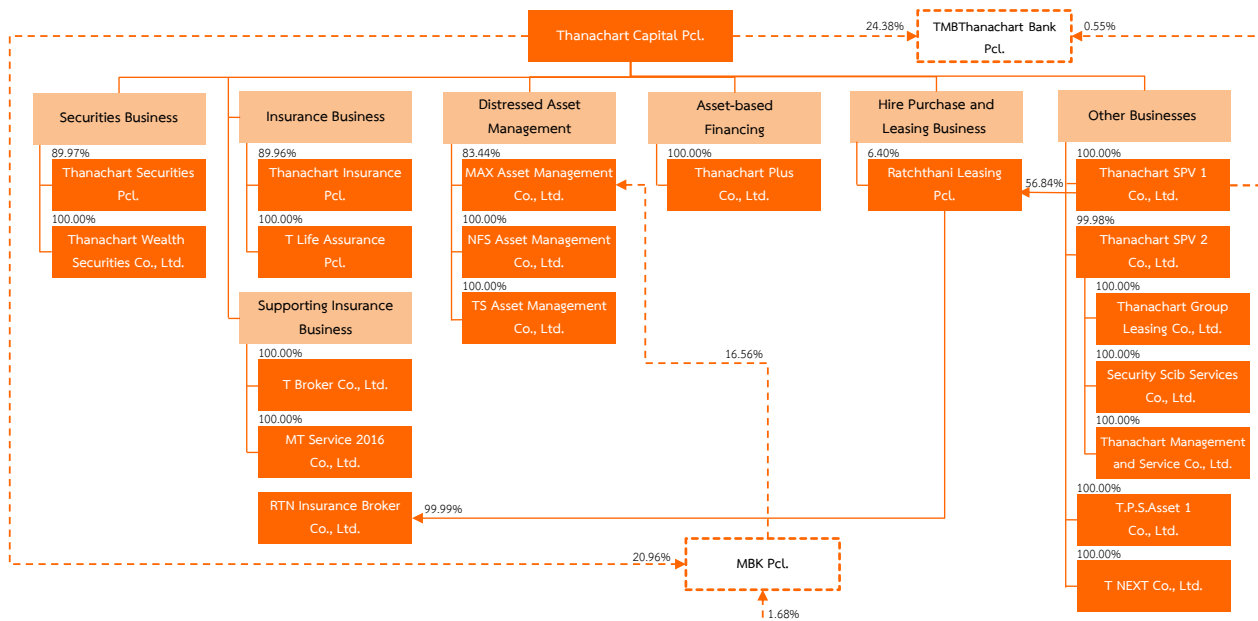 Thanachart Capital Pcl.
24.38%
TMBThanachart Bank
Pcl.
0.55%
Securities Business
89.97%
Thanachart Securities
Pcl.
100.00%
Thanachart Wealth
Securities Co., Ltd.
Insurance Business
89.96%
Thanachart Insurance
Pcl.
100.00%
T Life Assurance
Pcl.
Supporting Insurance
Business
100.00%
T Broker Co., Ltd.
100.00%
MT Service 2016
Co., Ltd.
RTN Insurance Broker
Co., Ltd.
99.99%
Distressed Asset
Management
83.44%
MAX Asset Management
Co., Ltd.
100.00%
NFS Asset Management
Co., Ltd.
100.00%
TS Asset Management
Co., Ltd.
16.56%
Asset-based
Financing
100.00%
Thanachart Plus
Co., Ltd.
Hire Purchase and
Leasing Business
6.40%
Ratchthani Leasing
Pcl.
56.84%
Other Businesses
100.00%
Thanachart SPV 1
Co., Ltd.
99.98%
Thanachart SPV 2
Co., Ltd.
100.00%
Thanachart Group
Leasing Co., Ltd.
100.00%
Security Scib Services
Co., Ltd.
100.00%
Thanachart Management
and Service Co., Ltd.
100.00%
T.P.S.Asset 1
Co., Ltd.
100.00%
T NEXT Co., Ltd.
20.96%
MBK Pcl.
1.68%